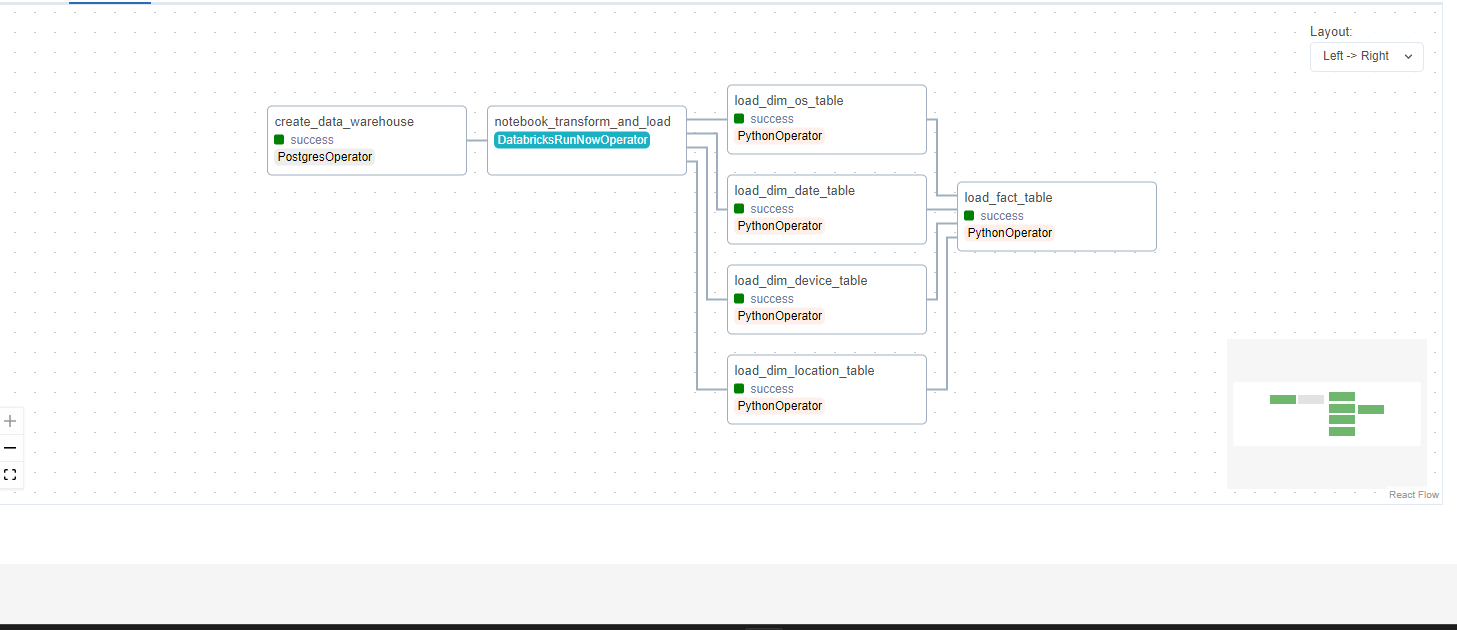 Layout:
Left -> Right
create_data_warehouse
success
PostgresOperator
notebook_transform_and_load
DatabricksRunNowOperator
load_dim_os_table
success
PythonOperator
load_dim_date_table
success
PythonOperator
load_dim_device_table
success
PythonOperator
load_dim_location_table
success
PythonOperator
load_fact_table
success
PythonOperator
React Flow